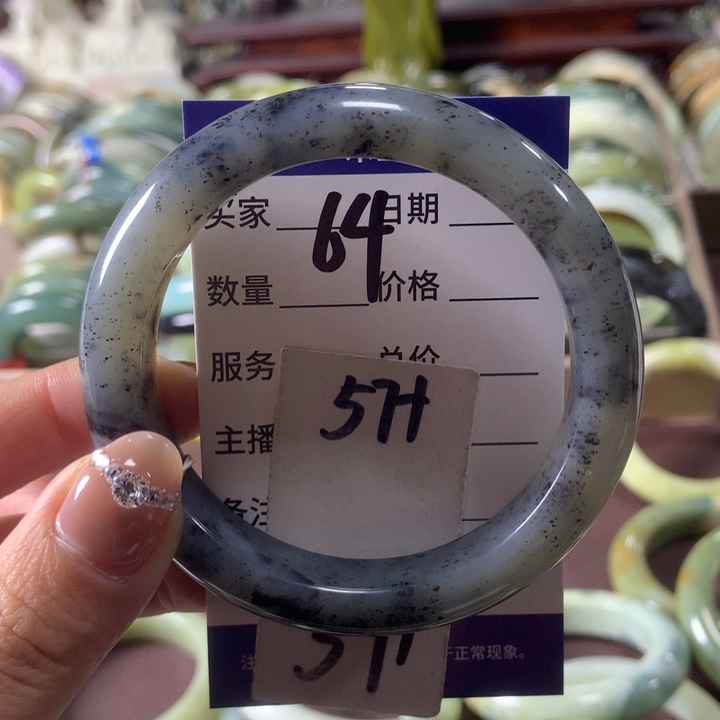 买家 64 日期
数量 价格
服务 总价
5H
主播
备注
5H
于正常现象。